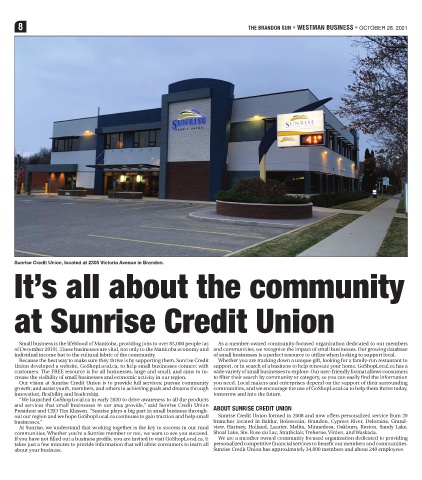 8
THE BRANDON SUN • WESTMAN BUSINESS • OCTOBER 28, 2021
SUNRISE
CREDIT UNION
SUNRISE
Sunrise Credit Union, located at 2305 Victoria Avenue in Brandon.
It's all about the community
at Sunrise Credit Union
Small business is the lifeblood of Manitoba, providing jobs to over 85,000 people (as
of December 2019). These businesses are vital, not only to the Manitoba economy and
individual income but to the cultural fabric of the community.
Because the best way to make sure they thrive is by supporting them, Sunrise Credit
Union developed a website, GoShopLocal.ca, to help small businesses connect with
customers. The FREE resource is for all businesses, large and small, and aims to in-
crease the visibility of small businesses and economic activity in our region.
Our vision at Sunrise Credit Union is to provide full services; pursue community
growth; and assist youth, members, and others in achieving goals and dreams through
innovation, flexibility and leadership.
"We launched GoShopLocal.ca in early 2020 to drive awareness to all the products
and services that small businesses in our area provide," said Sunrise Credit Union
President and CEO Tim Klassen. "Sunrise plays a big part in small business through-
out our region and we hope GoShopLocal.ca continues to gain traction and help small
businesses."
At Sunrise, we understand that working together is the key to success in our rural
communities. Whether you're a Sunrise member or not, we want to see you succeed.
If you have not filled out a business profile, you are invited to visit GoShopLocal.ca. It
takes just a few minutes to provide information that will allow consumers to learn all
about your business.
As a member-owned community-focused organization dedicated to our members
and communities, we recognize the impact of small businesses. Our growing database
of small businesses is a perfect resource to utilize when looking to support local.
Whether you are tracking down a unique gift, looking for a family-run restaurant to
support, or in search of a business to help renovate your home, GoShopLocal.ca has a
wide variety of small businesses to explore. Our user-friendly format allows consumers
to filter their search by community or category, so you can easily find the information
you need. Local makers and enterprises depend on the support of their surrounding
communities, and we encourage the use of GoShopLocal.ca to help them thrive today,
tomorrow and into the future.
ABOUT SUNRISE CREDIT UNION
Sunrise Credit Union formed in 2008 and now offers personalized service from 20
branches located in Baldur, Boissevain, Brandon, Cypress River, Deloraine, Grand-
view, Hartney, Holland, Laurier, Melita, Minnedosa, Oakburn, Reston, Sandy Lake,
Shoal Lake, Ste. Rose du Lac, Strathclair, Treherne, Virden, and Waskada.
We are a member owned community focused organization dedicated to providing
personalized competitive financial services to benefit our members and communities.
Sunrise Credit Union has approximately 34,000 members and about 240 employees.